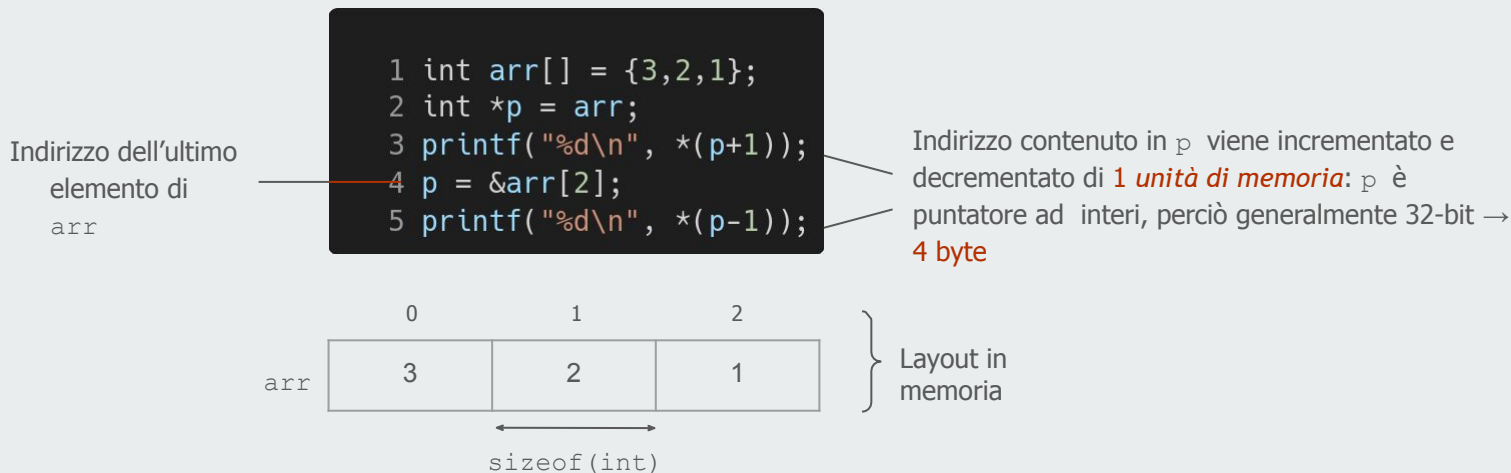 1 int arr[] = {3,2,1};
2 int *p = arr;
3 printf("%d\n", *(p+1));
4 p = &arr[2];
5 printf("%d\n", *(p-1));
Indirizzo dell’ultimo
elemento di
arr
Indirizzo contenuto in p viene incrementato e
decrementato di 1 unità di memoria: p è
puntatore ad interi, perciò generalmente 32-bit →
4 byte
0 1 2
arr 3 2 1
Layout in
memoria
sizeof(int)